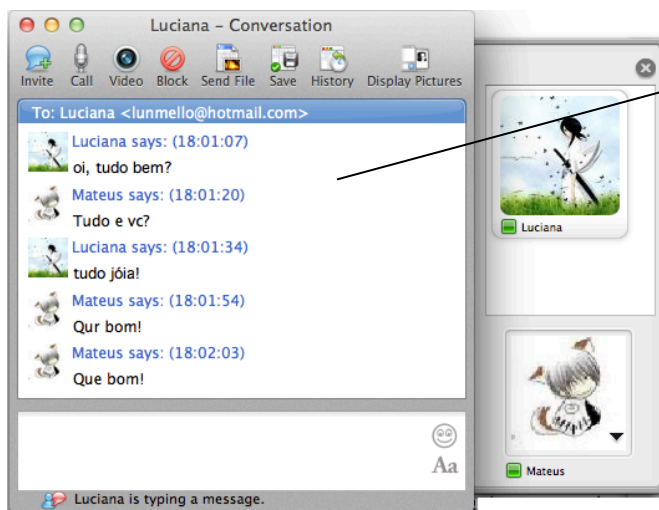 Luciana – Conversation
Invite Call Video Block Send File Save History Display Pictures
To: Luciana <lunmello@hotmail.com>
Luciana says: (18:01:07)
oi, tudo bem?
Mateus says: (18:01:20)
Tudo e vc?
Luciana says: (18:01:34)
tudo jóia!
Mateus says: (18:01:54)
Qur bom!
Mateus says: (18:02:03)
Que bom!
Aa
Luciana is typing a message.
Luciana
Mateus